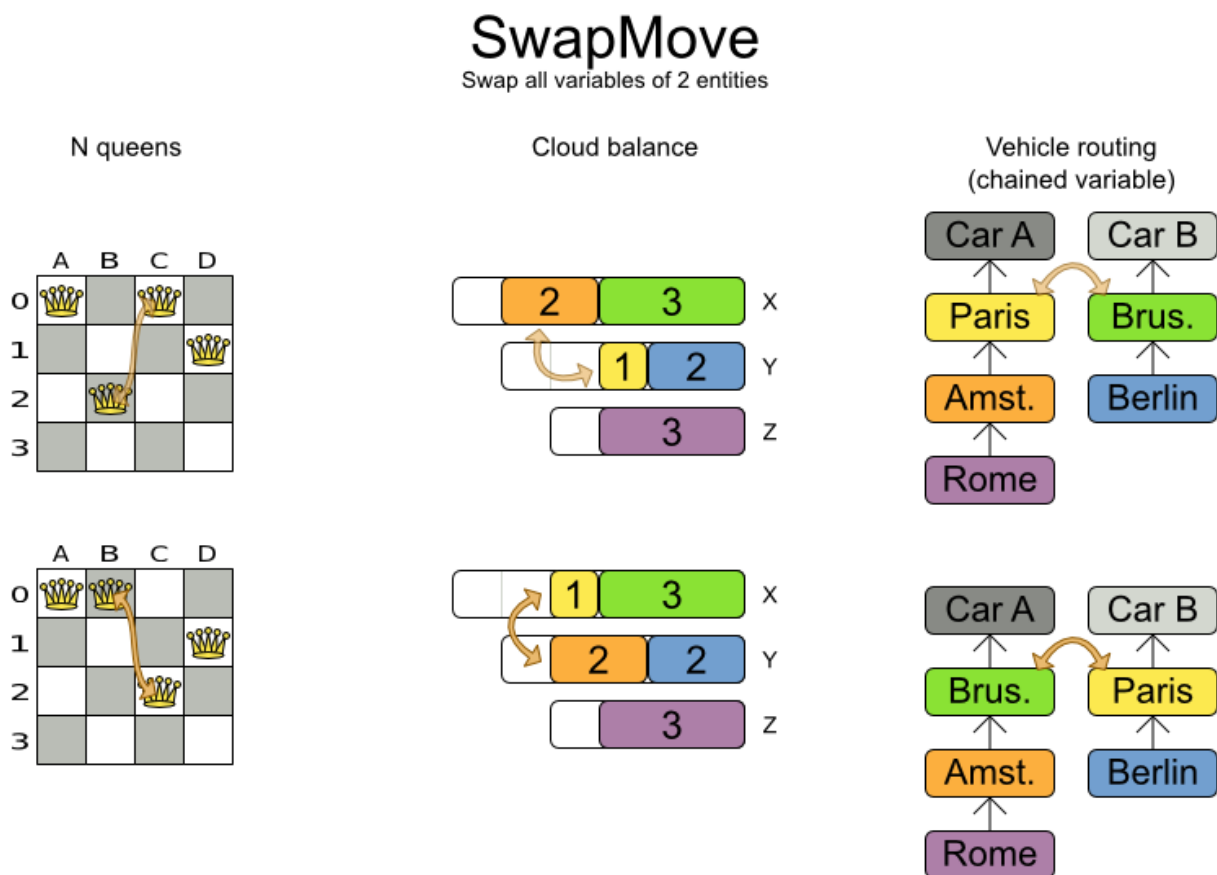 SwapMove
Swap all variables of 2 entities
N queens
Cloud balance
Vehicle routing
(chained variable)
A B C D
0
1
2
3
2 3 X
1 2 Y
3 Z
Car A Car B
Paris Brus.
Amst. Berlin
Rome
A B C D
0
1
2
3
1 3 X
2 2 Y
3 Z
Car A Car B
Brus. Paris
Amst. Berlin
Rome